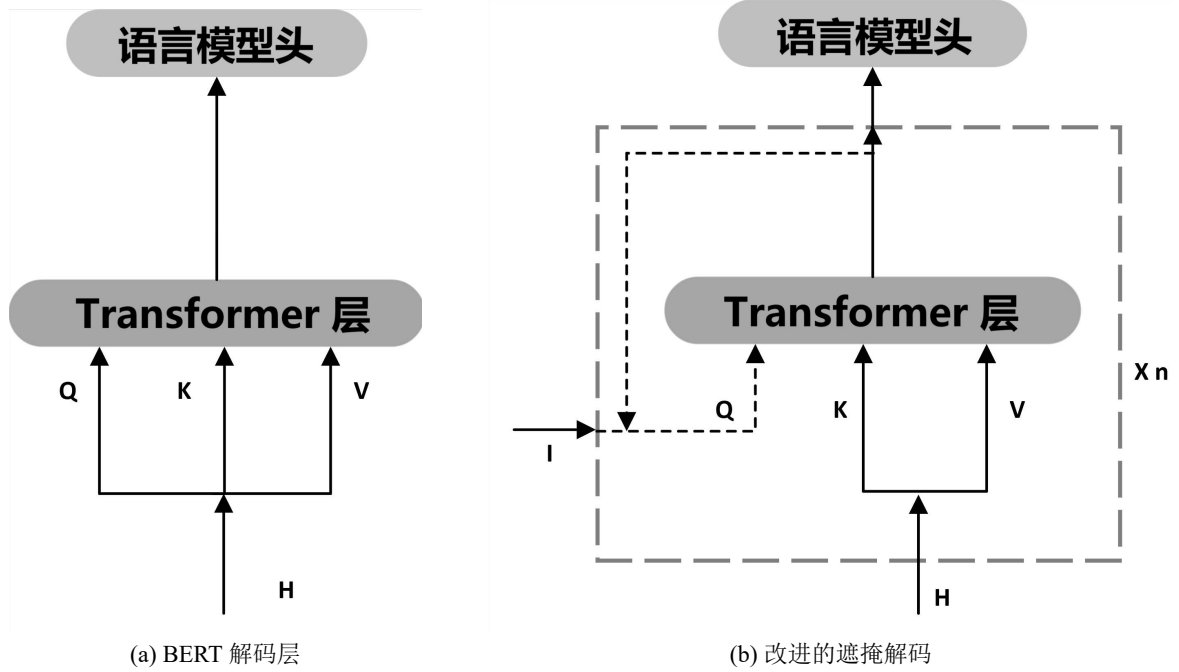 语言模型头
Transformer 层
Q
K
V
H
(a) BERT 解码层
语言模型头
Transformer 层
X n
Q
K
V
I
H
(b) 改进的遮掩解码